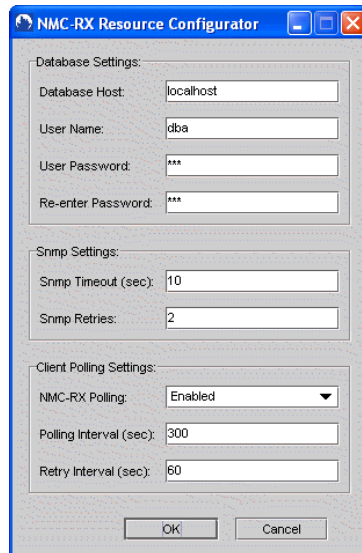 NMC-RX Resource Configurator
Database Settings:
Database Host: localhost
User Name: dba
User Password: ***
Re-enter Password: ***
Snmp Settings:
Snmp Timeout (sec): 10
Snmp Retries: 2
Client Polling Settings:
NMC-RX Polling: Enabled
Polling Interval (sec): 300
Retry Interval (sec): 60
OK Cancel